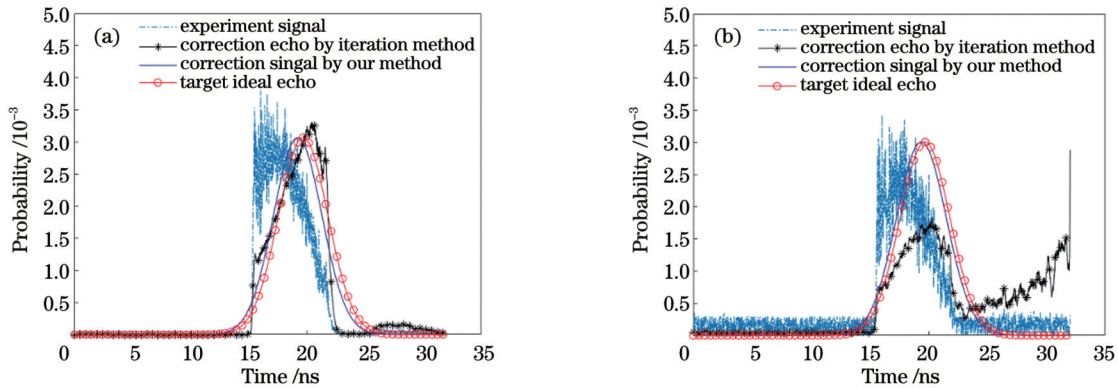 5.0
4.5
4.0
3.5
3.0
2.5
2.0
1.5
1.0
0.5
0
5
10
15
20
25
30
35
Probability /10⁻³
Time /ns
(a)
experiment signal
correction echo by iteration method
correction singal by our method
target ideal echo
5.0
4.5
4.0
3.5
3.0
2.5
2.0
1.5
1.0
0.5
0
5
10
15
20
25
30
35
Probability /10⁻³
Time /ns
(b)
experiment signal
correction echo by iteration method
correction singal by our method
target ideal echo